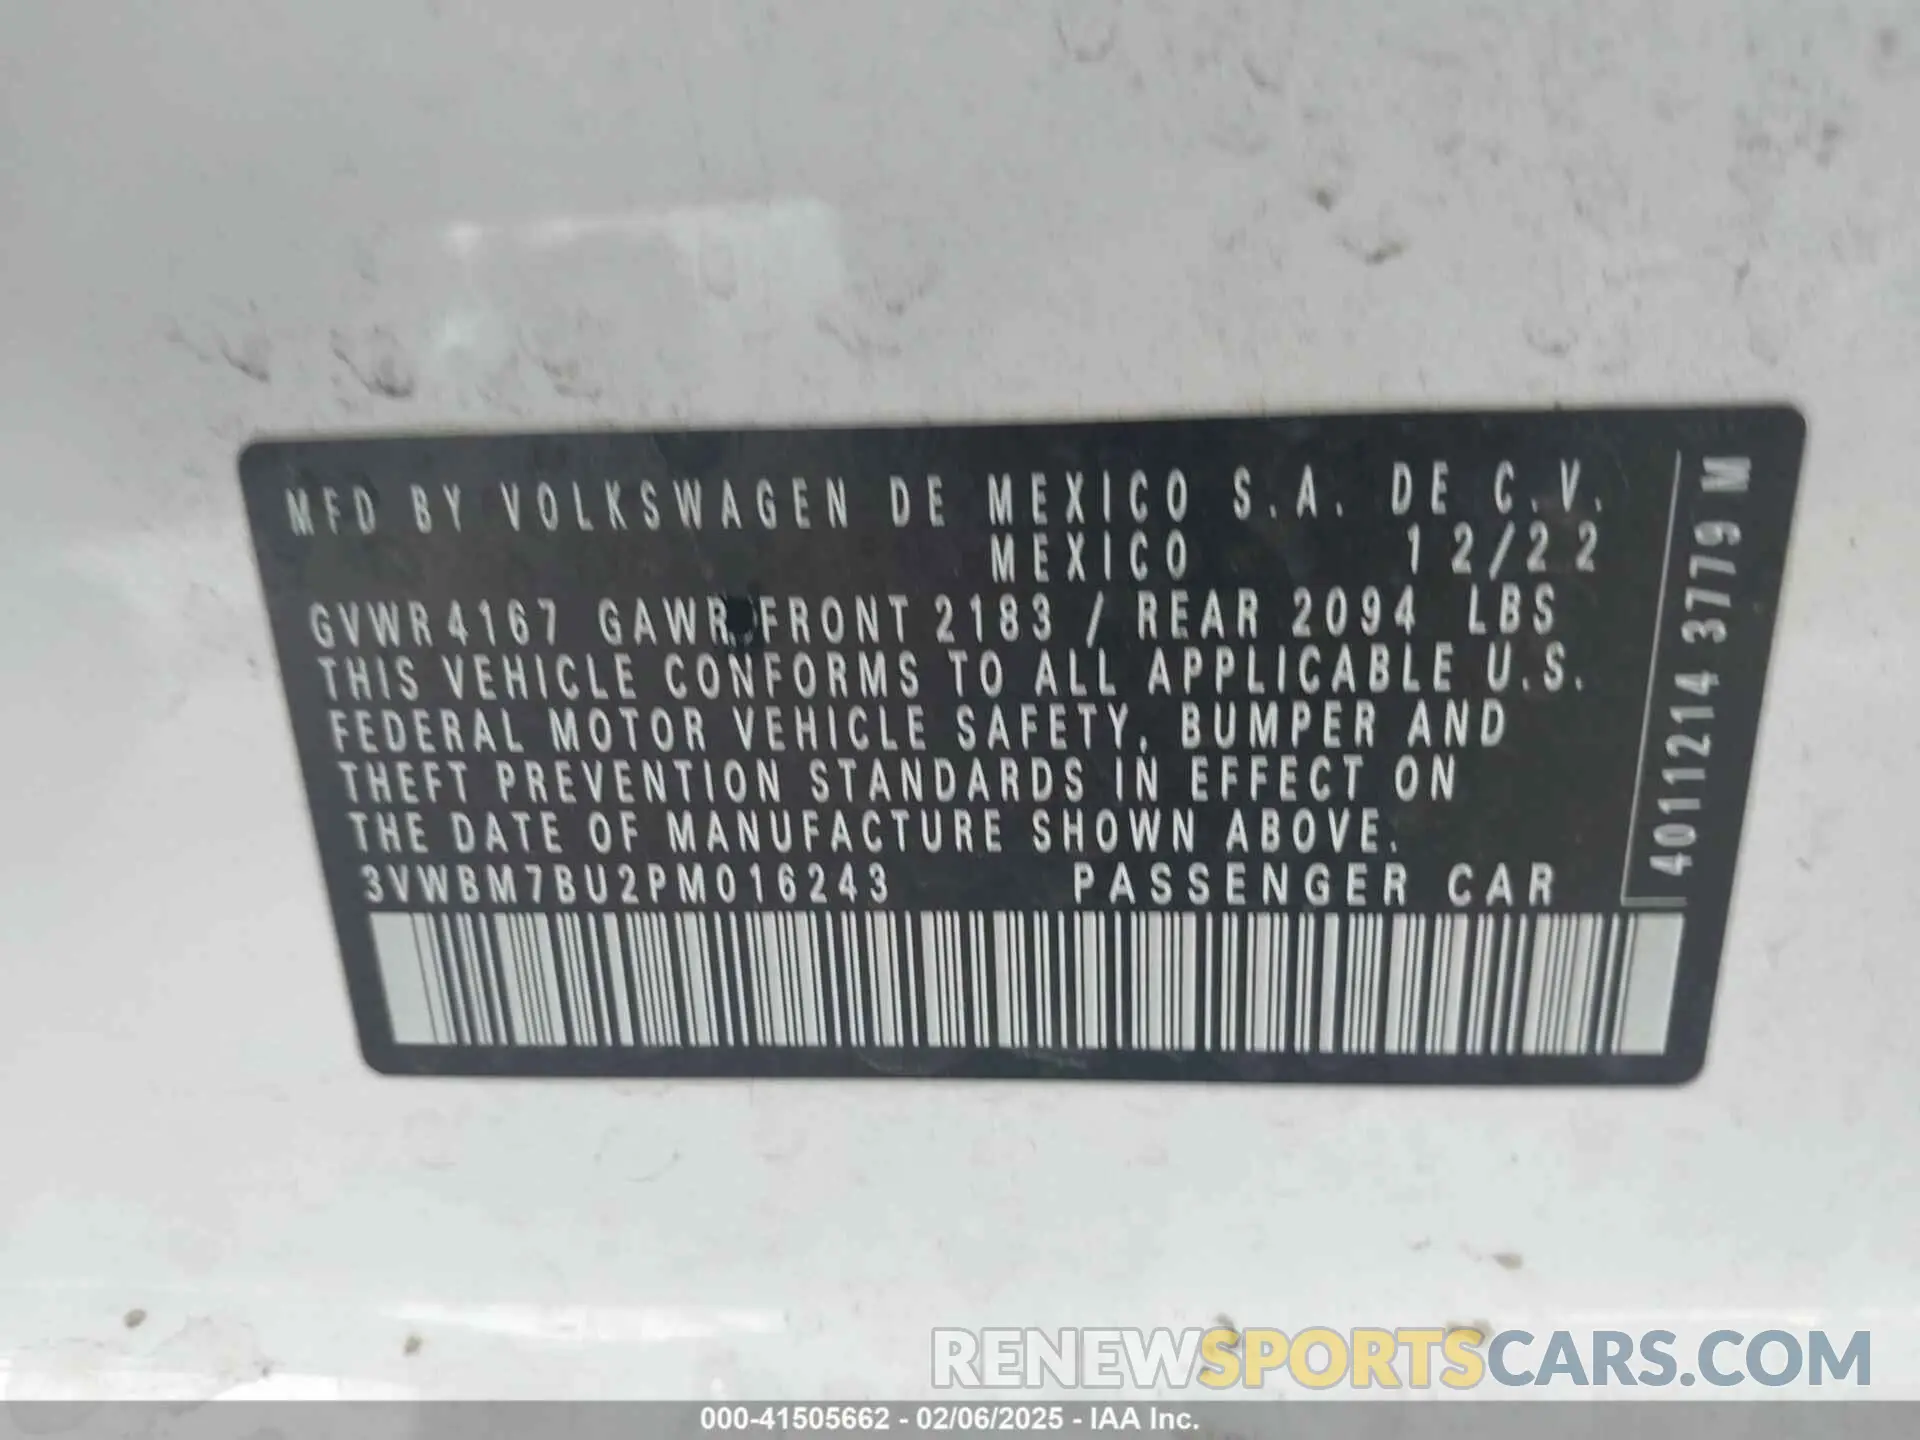 MFD BY VOLKSWAGEN DE MEXICO S.A. DE C.V.
MEXICO 12/22
GVWR 4167 GAWR FRONT 2183 / REAR 2094 LBS
THIS VEHICLE CONFORMS TO ALL APPLICABLE U.S.
FEDERAL MOTOR VEHICLE SAFETY, BUMPER AND
THEFT PREVENTION STANDARDS IN EFFECT ON
THE DATE OF MANUFACTURE SHOWN ABOVE.
3VWBM7BU2PM016243 PASSENGER CAR
4011214 3779 M
RENEWSPORTSCARS.COM
000-41505662 - 02/06/2025 - IAA Inc.